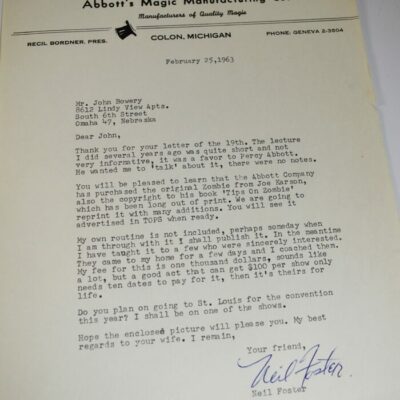 Abbott's Magic Manufacturing Co.
Manufacturers of Quality Magic
RECIL BORDNER, PRES.
COLON, MICHIGAN
PHONE: GENEVA 2-3504
February 25, 1963
Mr. John Bowery
8612 Lindy View Apts.
South 6th Street
Omaha 47, Nebraska
Dear John,
Thank you for your letter of the 19th. The lecture
I did several years ago was quite short and not
very informative, it was a favor to Percy Abbott.
He wanted me to 'talk' about it, there were no notes.
You will be pleased to learn that the Abbott Company
has purchased the original Zombie from Joe Karson,
also the copyright to his book 'Tips On Zombie'
which has been long out of print. We are going to
reprint it with many additions. You will see it
advertised in TOPS when ready.
My own routine is not included, perhaps someday when
I am through with it I shall publish it. In the meantime
I have taught it to a few who were sincerely interested.
They came to my home for a few days and I coached them.
My fee for this is one thousand dollars, sounds like
a lot, but a good act that can get $100 per show only
needs ten dates to pay for it, then it's theirs for
life.
Do you plan on going to St. Louis for the convention
this year? I shall be on one of the shows.
Hope the enclosed picture will please you. My best
regards to your wife. I remain,
Your friend,
Neil Foster
Neil Foster